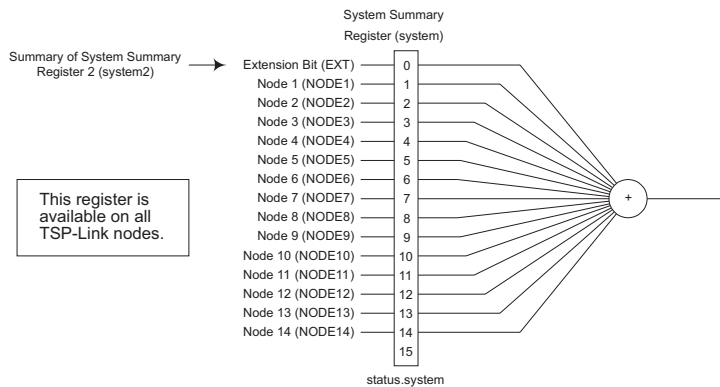 System Summary
Register (system)
Summary of System Summary
Register 2 (system2)
Extension Bit (EXT) 0
Node 1 (NODE1) 1
Node 2 (NODE2) 2
Node 3 (NODE3) 3
Node 4 (NODE4) 4
Node 5 (NODE5) 5
Node 6 (NODE6) 6
Node 7 (NODE7) 7
Node 8 (NODE8) 8
Node 9 (NODE9) 9
Node 10 (NODE10) 10
Node 11 (NODE11) 11
Node 12 (NODE12) 12
Node 13 (NODE13) 13
Node 14 (NODE14) 14
15
+
This register is
available on all
TSP-Link nodes.
status.system